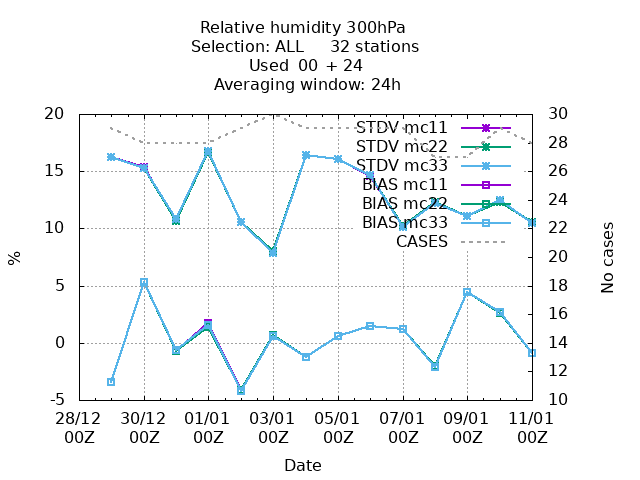 Relative humidity 300hPa
Selection: ALL 32 stations
Used 00 + 24
Averaging window: 24h
20
15
10
5
0
-5
%
30
28
26
24
22
20
18
16
14
12
10
No cases
STDV mc11
STDV mc22
STDV mc33
BIAS mc11
BIAS mc22
BIAS mc33
CASES
28/12 30/12 01/01 03/01 05/01 07/01 09/01 11/01
00Z 00Z 00Z 00Z 00Z 00Z 00Z 00Z
Date